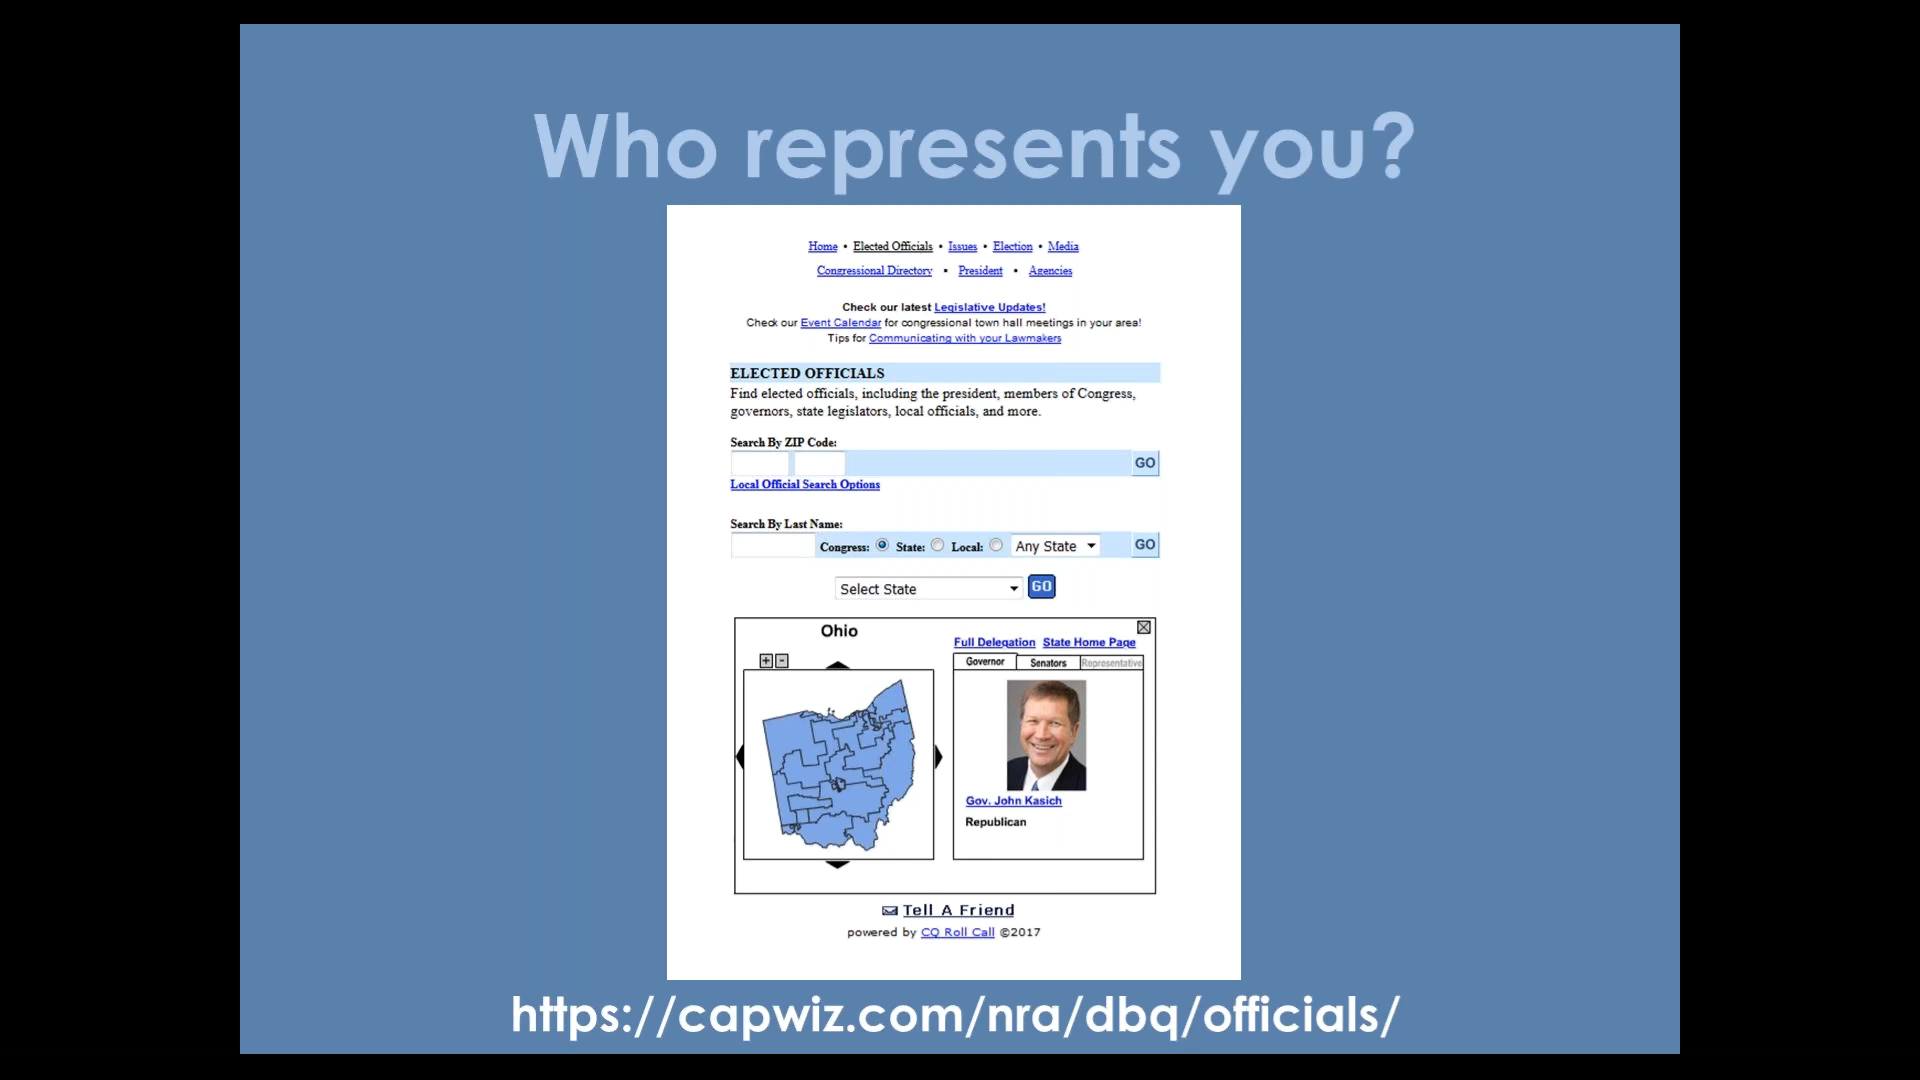 Who represents you?
Home • Elected Officials • Issues • Election • Media
Congressional Directory • President • Agencies
Check our latest Legislative Updates!
Check our Event Calendar for congressional town hall meetings in your area!
Tips for Communicating with your Lawmakers
ELECTED OFFICIALS
Find elected officials, including the president, members of Congress,
governors, state legislators, local officials, and more.
Search By ZIP Code:
GO
Local Official Search Options
Search By Last Name:
Congress: State: Local: Any State GO
Select State GO
Ohio
Full Delegation State Home Page
+ -
Governor Senators Representative
Gov. John Kasich
Republican
Tell A Friend
powered by CQ Roll Call ©2017
https://capwiz.com/nra/dbq/officials/